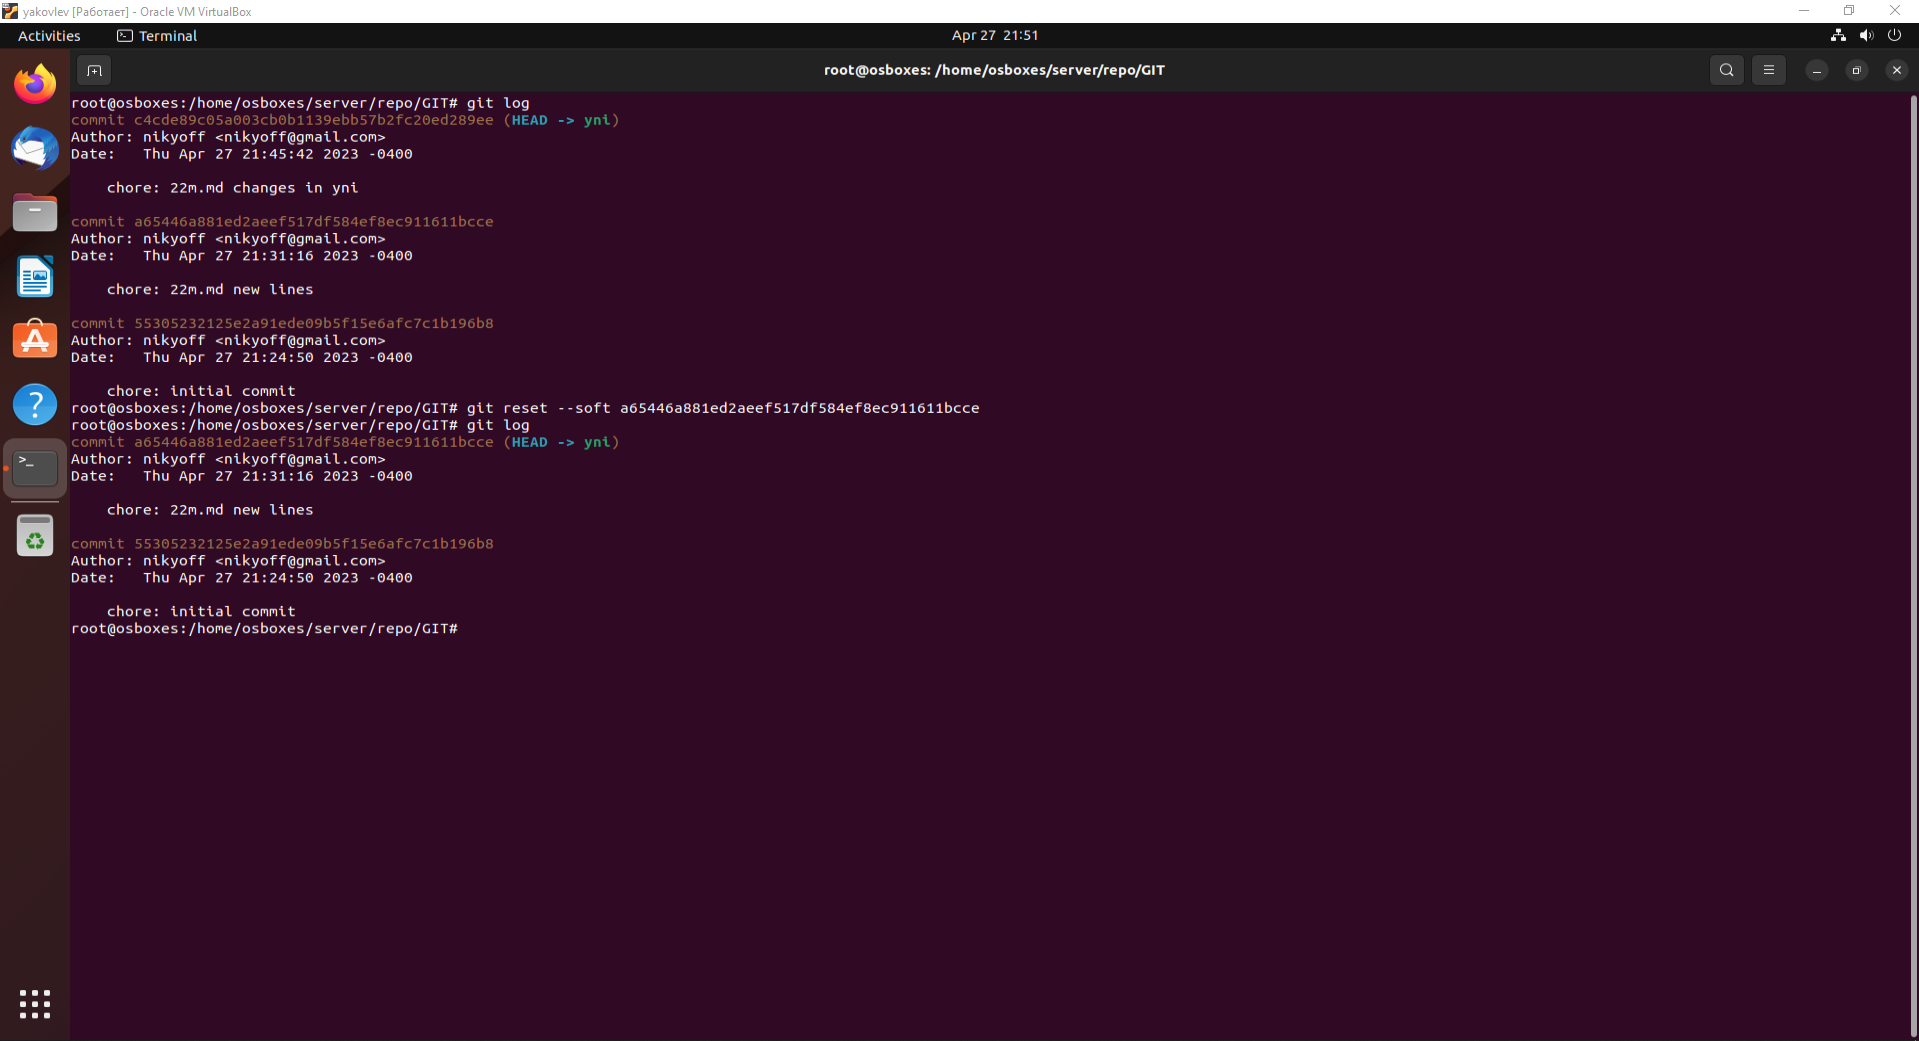 yakovlev [Работает] - Oracle VM VirtualBox
Activities
Terminal
Apr 27 21:51
root@osboxes: /home/osboxes/server/repo/GIT
root@osboxes:/home/osboxes/server/repo/GIT# git log
commit c4cde89c05a003cb0b1139ebb57b2fc20ed289ee (HEAD -> yni)
Author: nikyoff <nikyoff@gmail.com>
Date:   Thu Apr 27 21:45:42 2023 -0400
chore: 22m.md changes in yni
commit a65446a881ed2aeef517df584ef8ec911611bcce
Author: nikyoff <nikyoff@gmail.com>
Date:   Thu Apr 27 21:31:16 2023 -0400
chore: 22m.md new lines
commit 55305232125e2a91ede09b5f15e6afc7c1b196b8
Author: nikyoff <nikyoff@gmail.com>
Date:   Thu Apr 27 21:24:50 2023 -0400
chore: initial commit
root@osboxes:/home/osboxes/server/repo/GIT# git reset --soft a65446a881ed2aeef517df584ef8ec911611bcce
root@osboxes:/home/osboxes/server/repo/GIT# git log
commit a65446a881ed2aeef517df584ef8ec911611bcce (HEAD -> yni)
Author: nikyoff <nikyoff@gmail.com>
Date:   Thu Apr 27 21:31:16 2023 -0400
chore: 22m.md new lines
commit 55305232125e2a91ede09b5f15e6afc7c1b196b8
Author: nikyoff <nikyoff@gmail.com>
Date:   Thu Apr 27 21:24:50 2023 -0400
chore: initial commit
root@osboxes:/home/osboxes/server/repo/GIT#